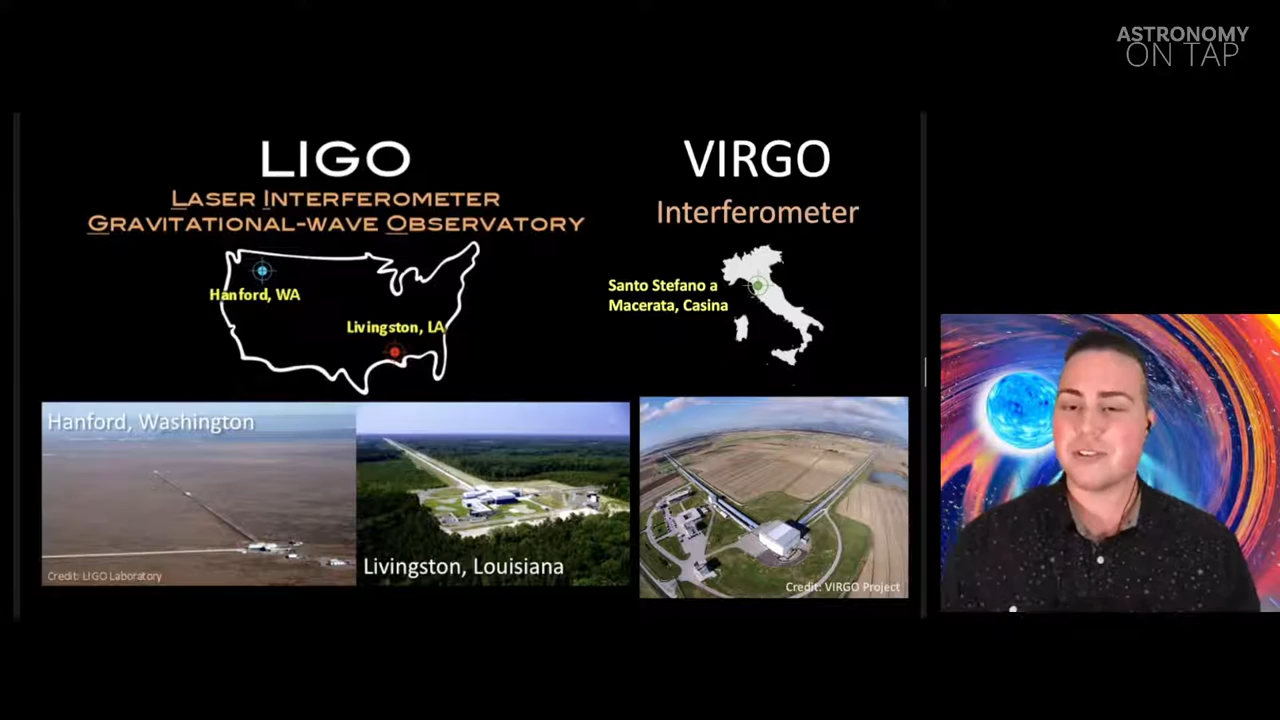 ASTRONOMY
ON TAP
LIGO
LASER INTERFEROMETER
GRAVITATIONAL-WAVE OBSERVATORY
Hanford, WA
Livingston, LA
VIRGO
Interferometer
Santo Stefano a
Macerata, Casina
Hanford, Washington
Credit: LIGO Laboratory
Livingston, Louisiana
Credit: VIRGO Project